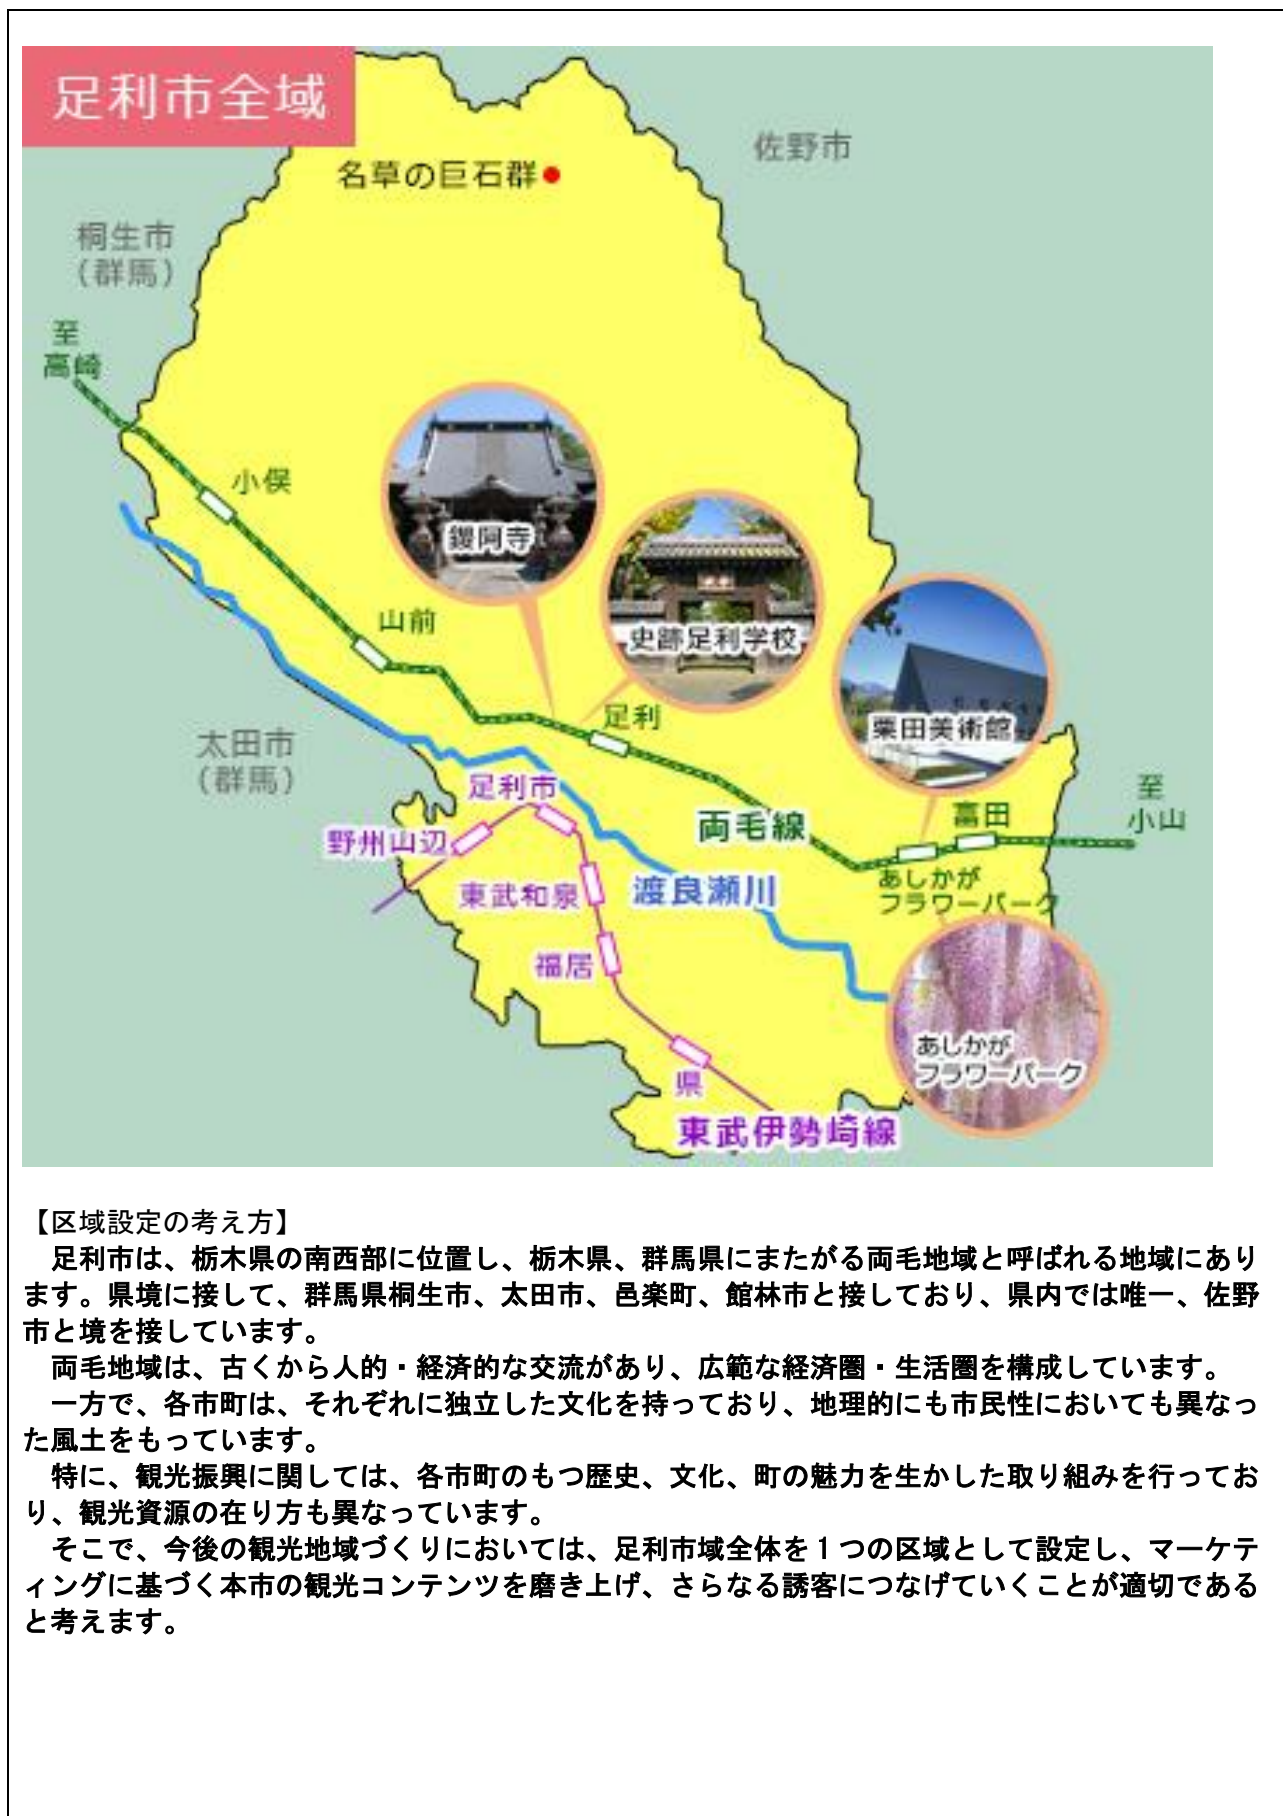 足利市全域
佐野市
名草の巨石群
桐生市
（群馬）
至
高崎
小俣
鑁阿寺
山前
史跡足利学校
足利
栗田美術館
太田市
（群馬）
足利市
至
小山
富田
両毛線
野州山辺
あしかが
フラワーパーク
東武和泉
渡良瀬川
福居
あしかが
フラワーパーク
県
東武伊勢崎線
【区域設定の考え方】
　足利市は、栃木県の南西部に位置し、栃木県、群馬県にまたがる両毛地域と呼ばれる地域にあり
ます。県境に接して、群馬県桐生市、太田市、邑楽町、館林市と接しており、県内では唯一、佐野
市と境を接しています。
　両毛地域は、古くから人的・経済的な交流があり、広範な経済圏・生活圏を構成しています。
　一方で、各市町は、それぞれに独立した文化を持っており、地理的にも市民性においても異なっ
た風土をもっています。
　特に、観光振興に関しては、各市町のもつ歴史、文化、町の魅力を生かした取り組みを行ってお
り、観光資源の在り方も異なっています。
　そこで、今後の観光地域づくりにおいては、足利市域全体を１つの区域として設定し、マーケテ
ィングに基づく本市の観光コンテンツを磨き上げ、さらなる誘客につなげていくことが適切である
と考えます。